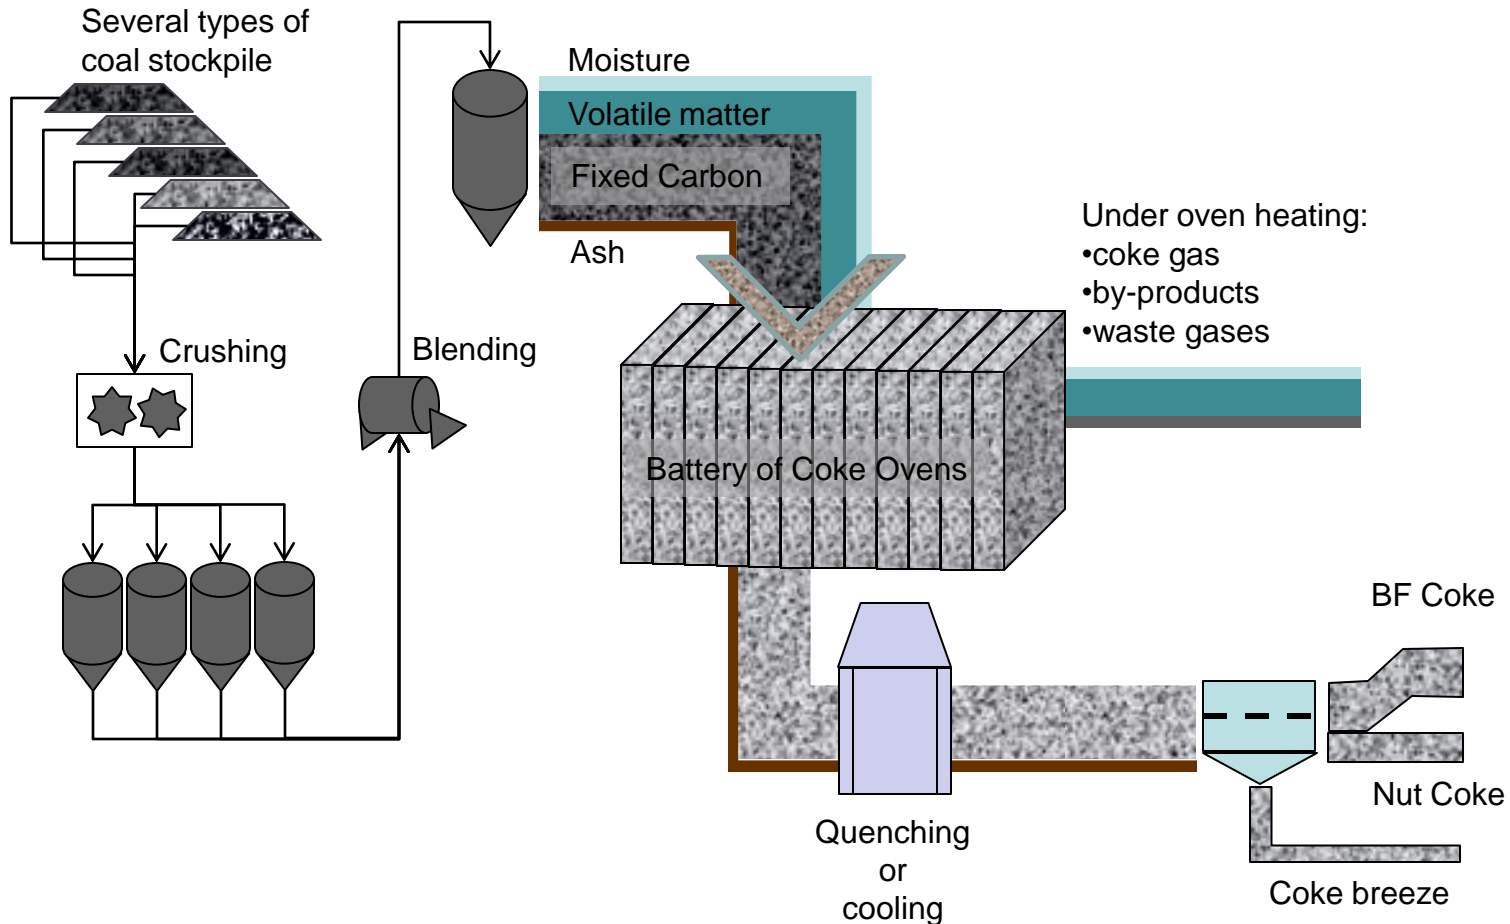 Several types of
coal stockpile
Moisture
Volatile matter
Fixed Carbon
Ash
Under oven heating:
•coke gas
•by-products
•waste gases
Crushing
Blending
Battery of Coke Ovens
BF Coke
Nut Coke
Quenching
or
cooling
Coke breeze